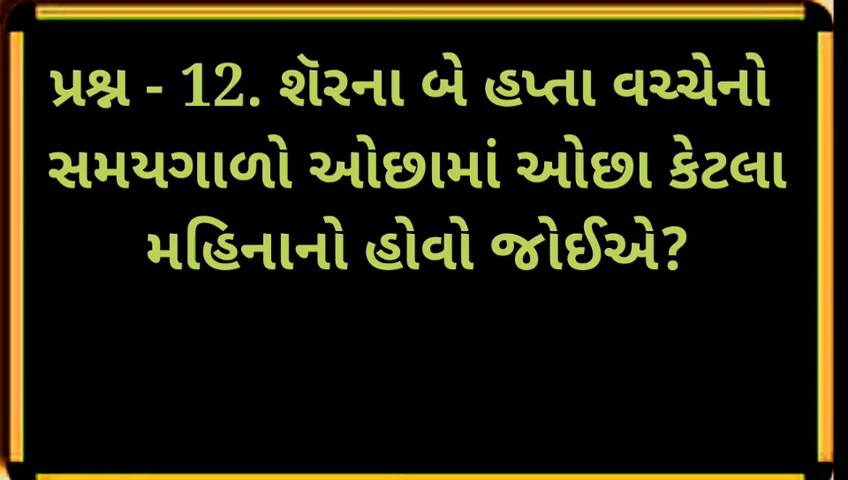 પ્રશ્ન - 12. શૅરના બે હપ્તા વચ્ચેનો
સમયગાળો ઓછામાં ઓછા કેટલા
મહિનાનો હોવો જોઈએ?